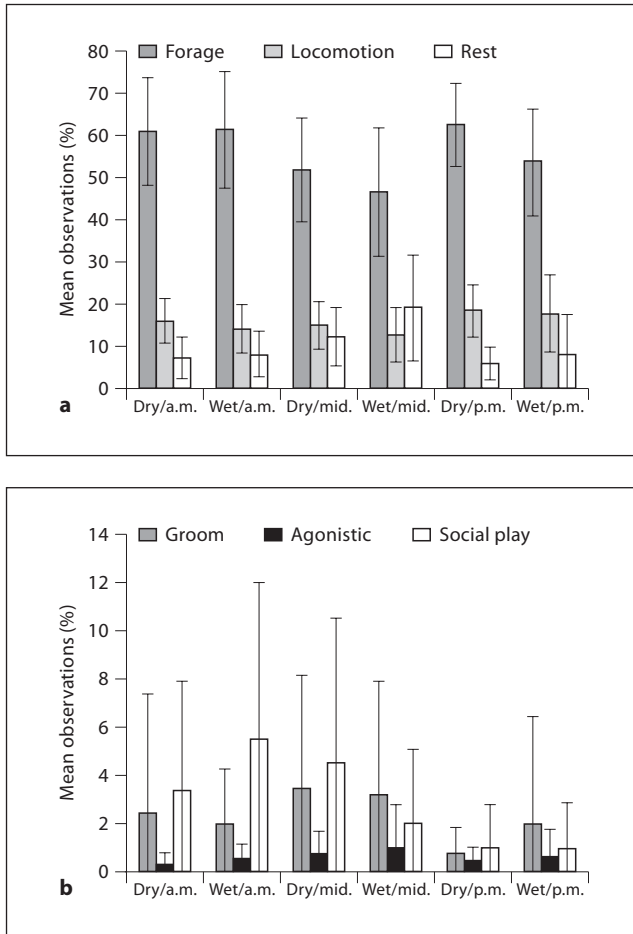 80
Forage Locomotion Rest
70
60
50
40
30
20
10
0
Mean observations (%)
a
Dry/a.m. Wet/a.m. Dry/mid. Wet/mid. Dry/p.m. Wet/p.m.
14
Groom Agonistic Social play
12
10
8
6
4
2
0
Mean observations (%)
b
Dry/a.m. Wet/a.m. Dry/mid. Wet/mid. Dry/p.m. Wet/p.m.